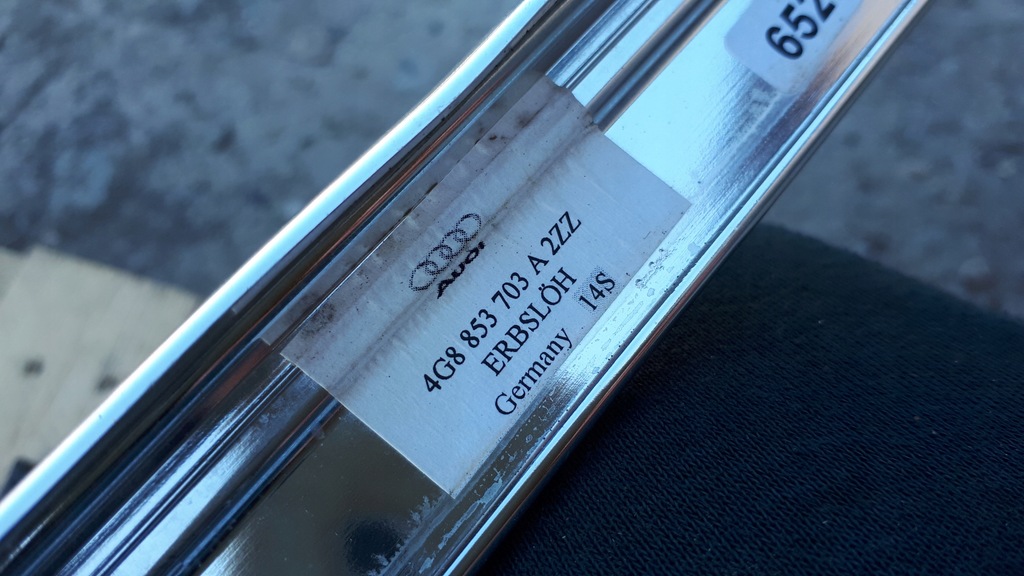 652
Audi
4G8 853 703 A 2ZZ
ERBSLÖH
Germany 14S